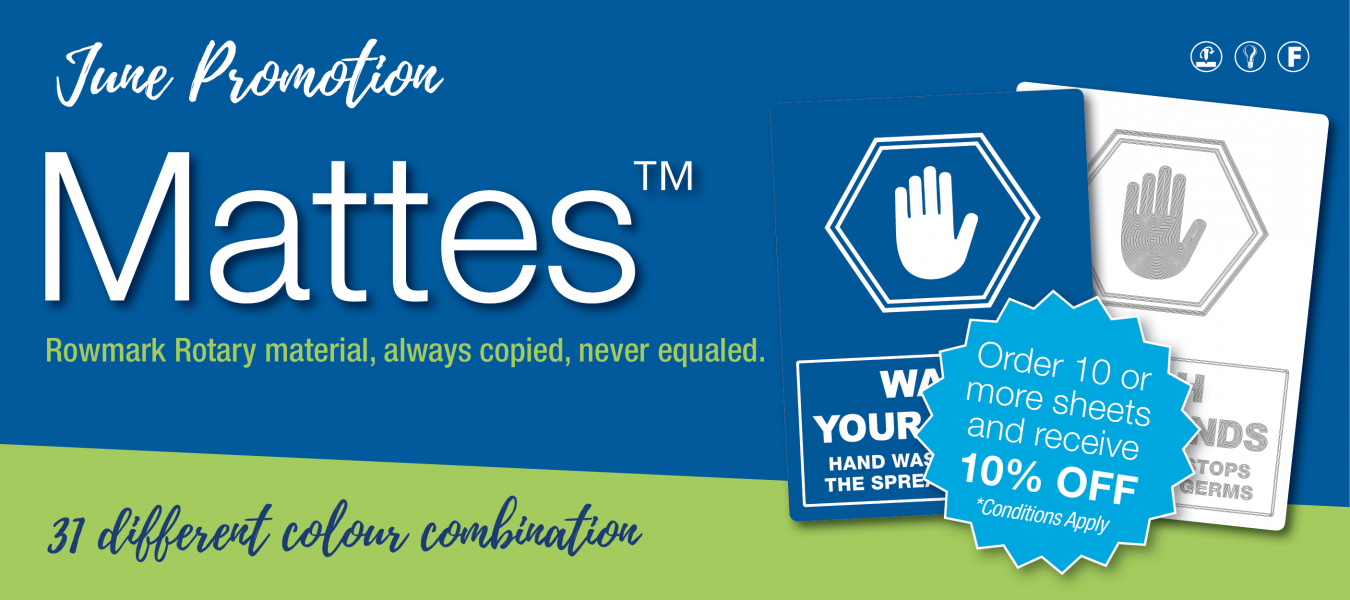 June Promotion
F
Mattes™
Rowmark Rotary material, always copied, never equaled.
WA
YOUR
HAND WAS
THE SPREA
H
NDS
STOPS
GERMS
Order 10 or
more sheets
and receive
10% OFF
*Conditions Apply
31 different colour combination